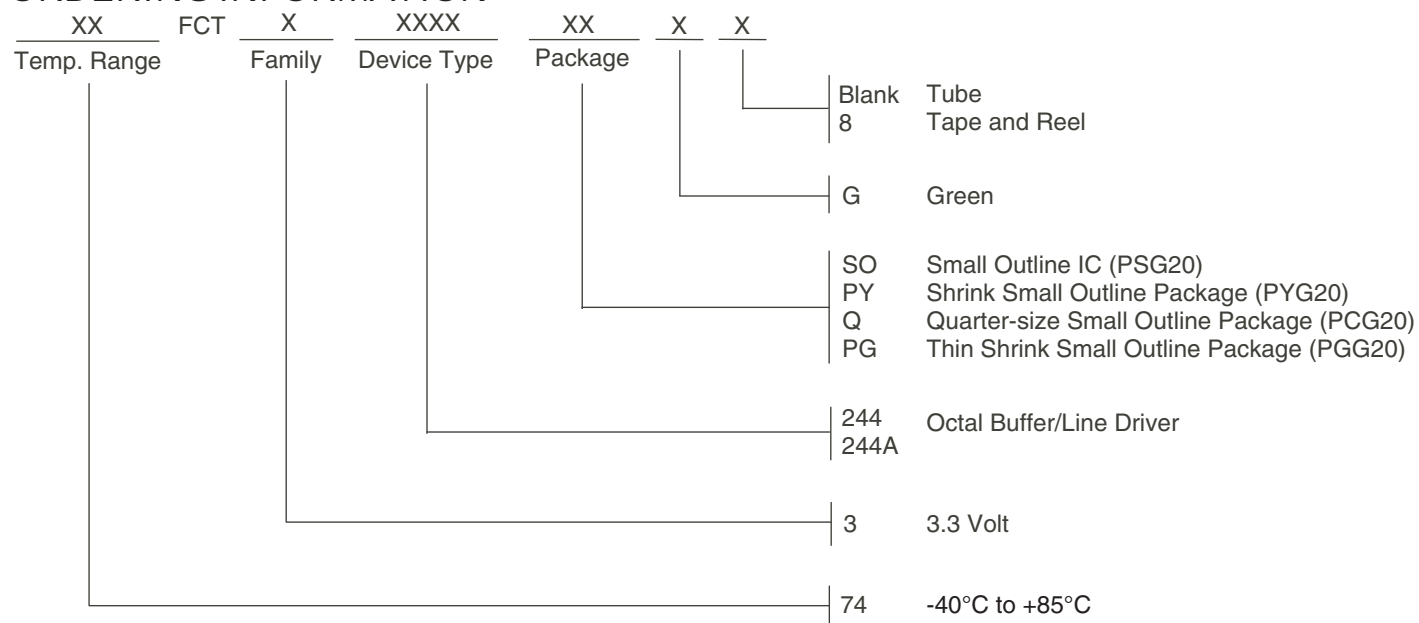 XX FCT X XXXX XX X X
Temp. Range Family Device Type Package
Blank Tube
8 Tape and Reel
G Green
SO Small Outline IC (PSG20)
PY Shrink Small Outline Package (PYG20)
Q Quarter-size Small Outline Package (PCG20)
PG Thin Shrink Small Outline Package (PGG20)
244 Octal Buffer/Line Driver
244A
3 3.3 Volt
74 -40°C to +85°C